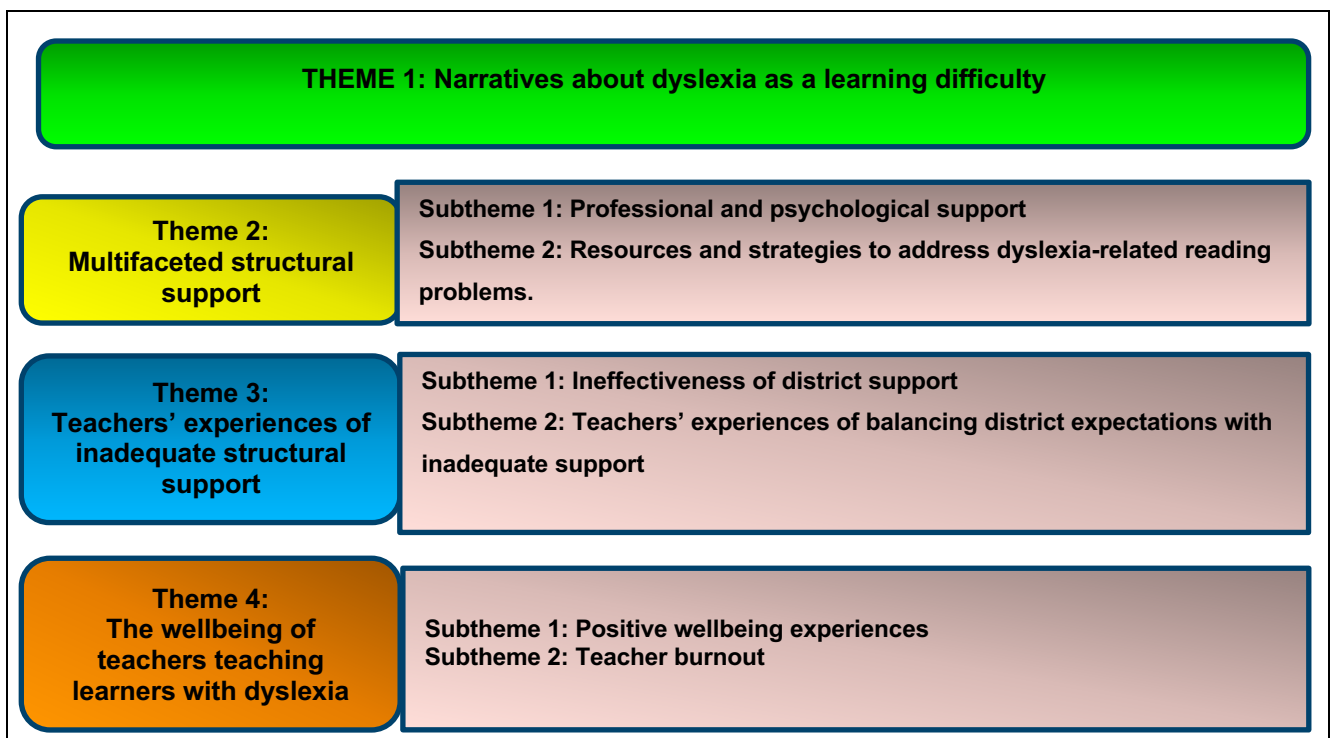 THEME 1: Narratives about dyslexia as a learning difficulty
Theme 2:
Multifaceted structural
support
Subtheme 1: Professional and psychological support
Subtheme 2: Resources and strategies to address dyslexia-related reading
problems.
Theme 3:
Teachers’ experiences of
inadequate structural
support
Subtheme 1: Ineffectiveness of district support
Subtheme 2: Teachers’ experiences of balancing district expectations with
inadequate support
Theme 4:
The wellbeing of
teachers teaching
learners with dyslexia
Subtheme 1: Positive wellbeing experiences
Subtheme 2: Teacher burnout